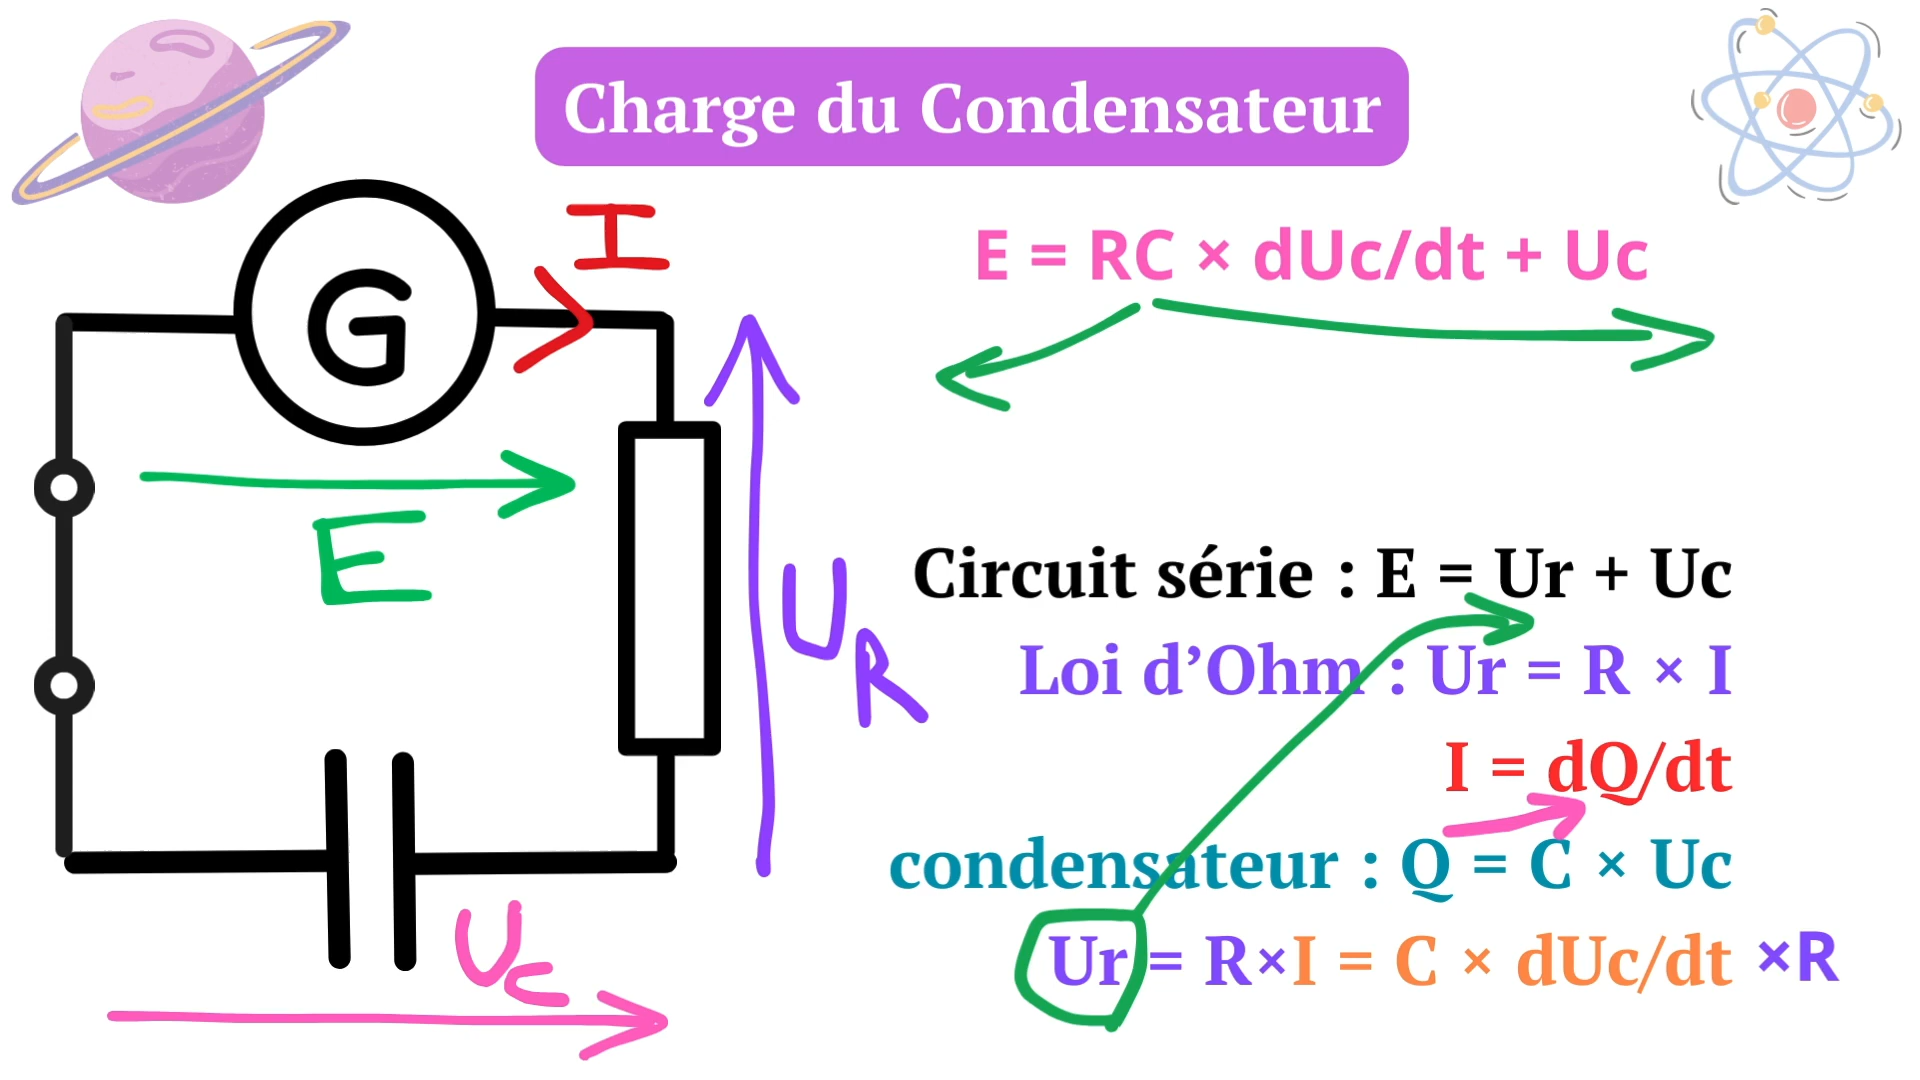 Charge du Condensateur
I
E = RC × dUc/dt + Uc
G
E
U_R
Circuit série : E = Ur + Uc
Loi d’Ohm : Ur = R × I
I = dQ/dt
condensateur : Q = C × Uc
Ur = R×I = C × dUc/dt ×R
Uc